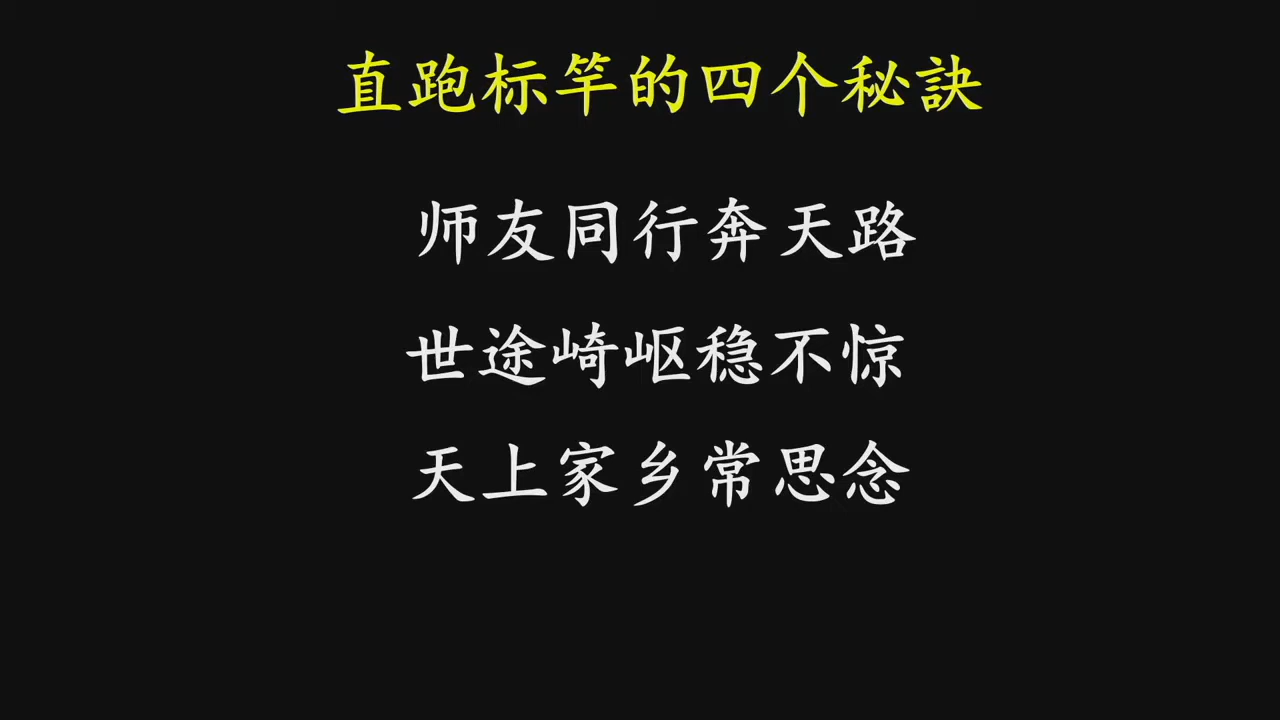 直跑标竿的四个秘訣
师友同行奔天路
世途崎岖稳不惊
天上家乡常思念